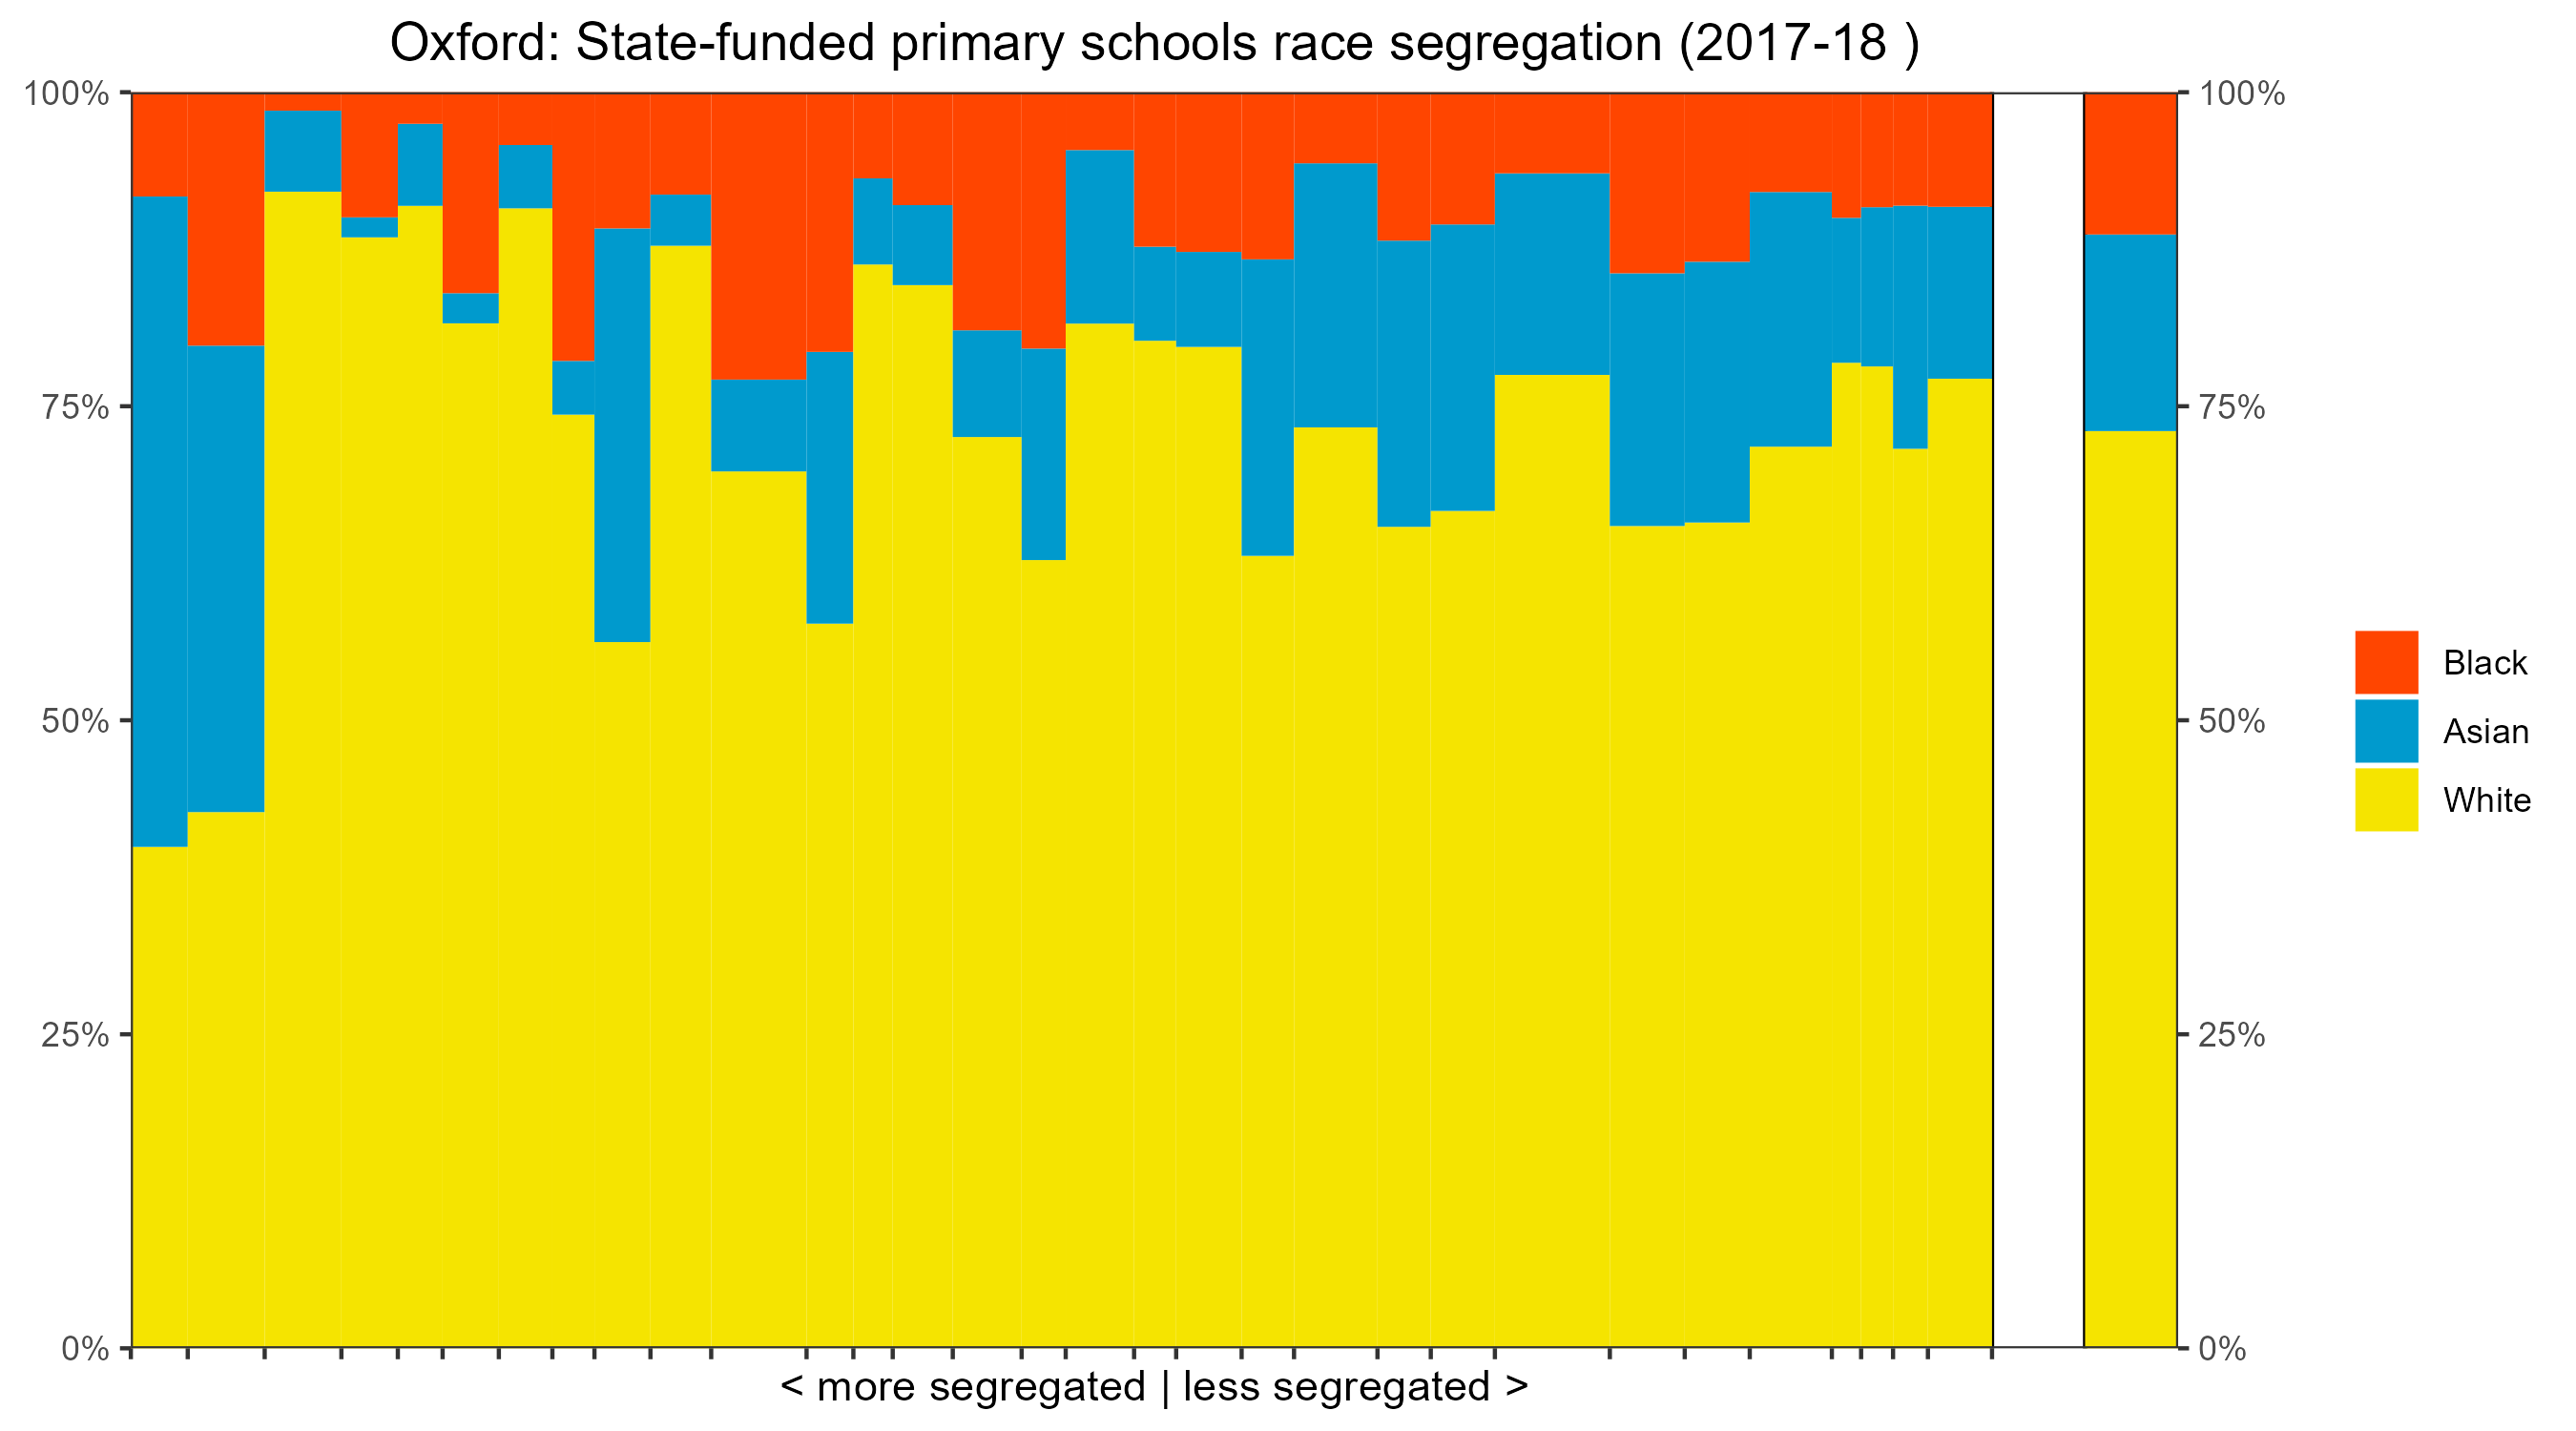 Oxford: State-funded primary schools race segregation (2017-18 )
100%
75%
50%
25%
0%
100%
75%
50%
25%
0%
Black
Asian
White
< more segregated | less segregated >